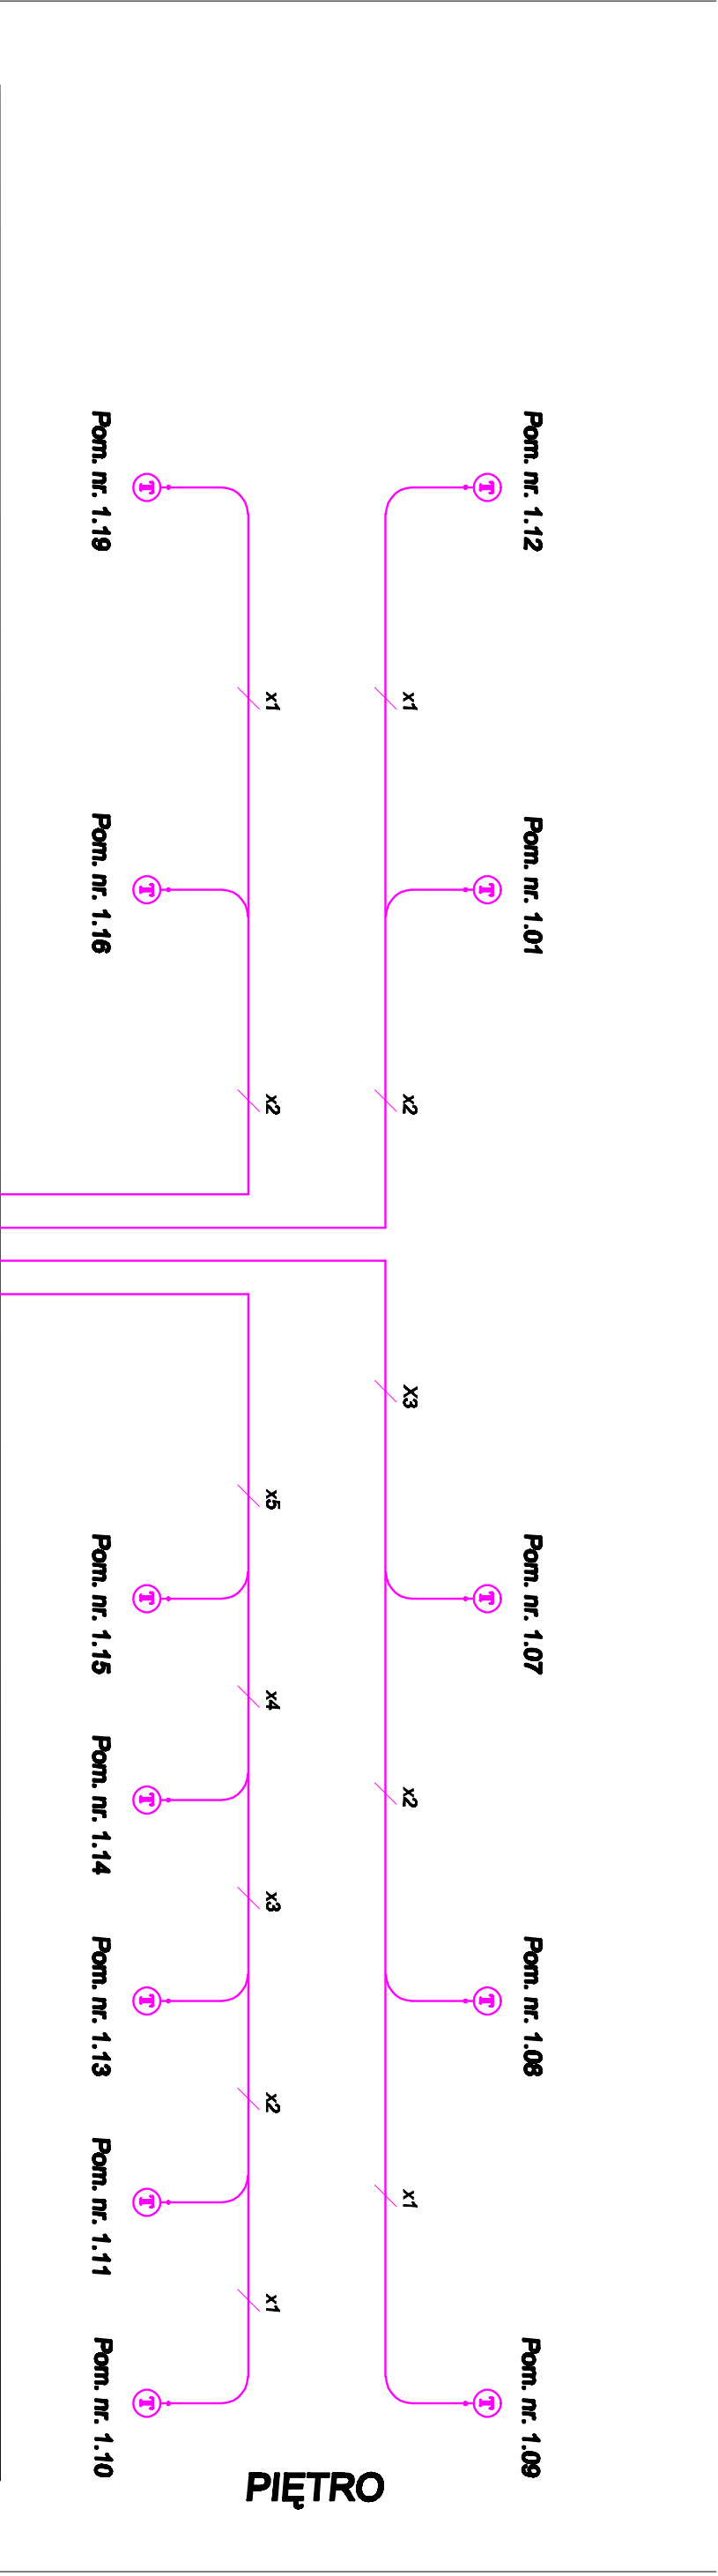 Pom. nr. 1.12
Pom. nr. 1.01
Pom. nr. 1.07
Pom. nr. 1.08
Pom. nr. 1.09
T
T
T
T
T
x1
x2
X3
x2
x1
x1
x2
x5
x4
x3
x2
x1
T
T
T
T
T
T
T
Pom. nr. 1.19
Pom. nr. 1.16
Pom. nr. 1.15
Pom. nr. 1.14
Pom. nr. 1.13
Pom. nr. 1.11
Pom. nr. 1.10
PIĘTRO